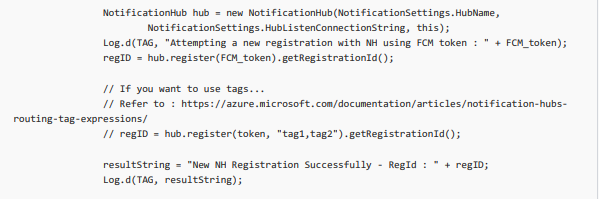 NotificationHub hub = new NotificationHub(NotificationSettings.HubName,
NotificationSettings.HubListenConnectionString, this);
Log.d(TAG, "Attempting a new registration with NH using FCM token : " + FCM_token);
regID = hub.register(FCM_token).getRegistrationId();
// If you want to use tags...
// Refer to : https://azure.microsoft.com/documentation/articles/notification-hubs-
routing-tag-expressions/
// regID = hub.register(token, "tag1,tag2").getRegistrationId();
resultString = "New NH Registration Successfully - RegId : " + regID;
Log.d(TAG, resultString);